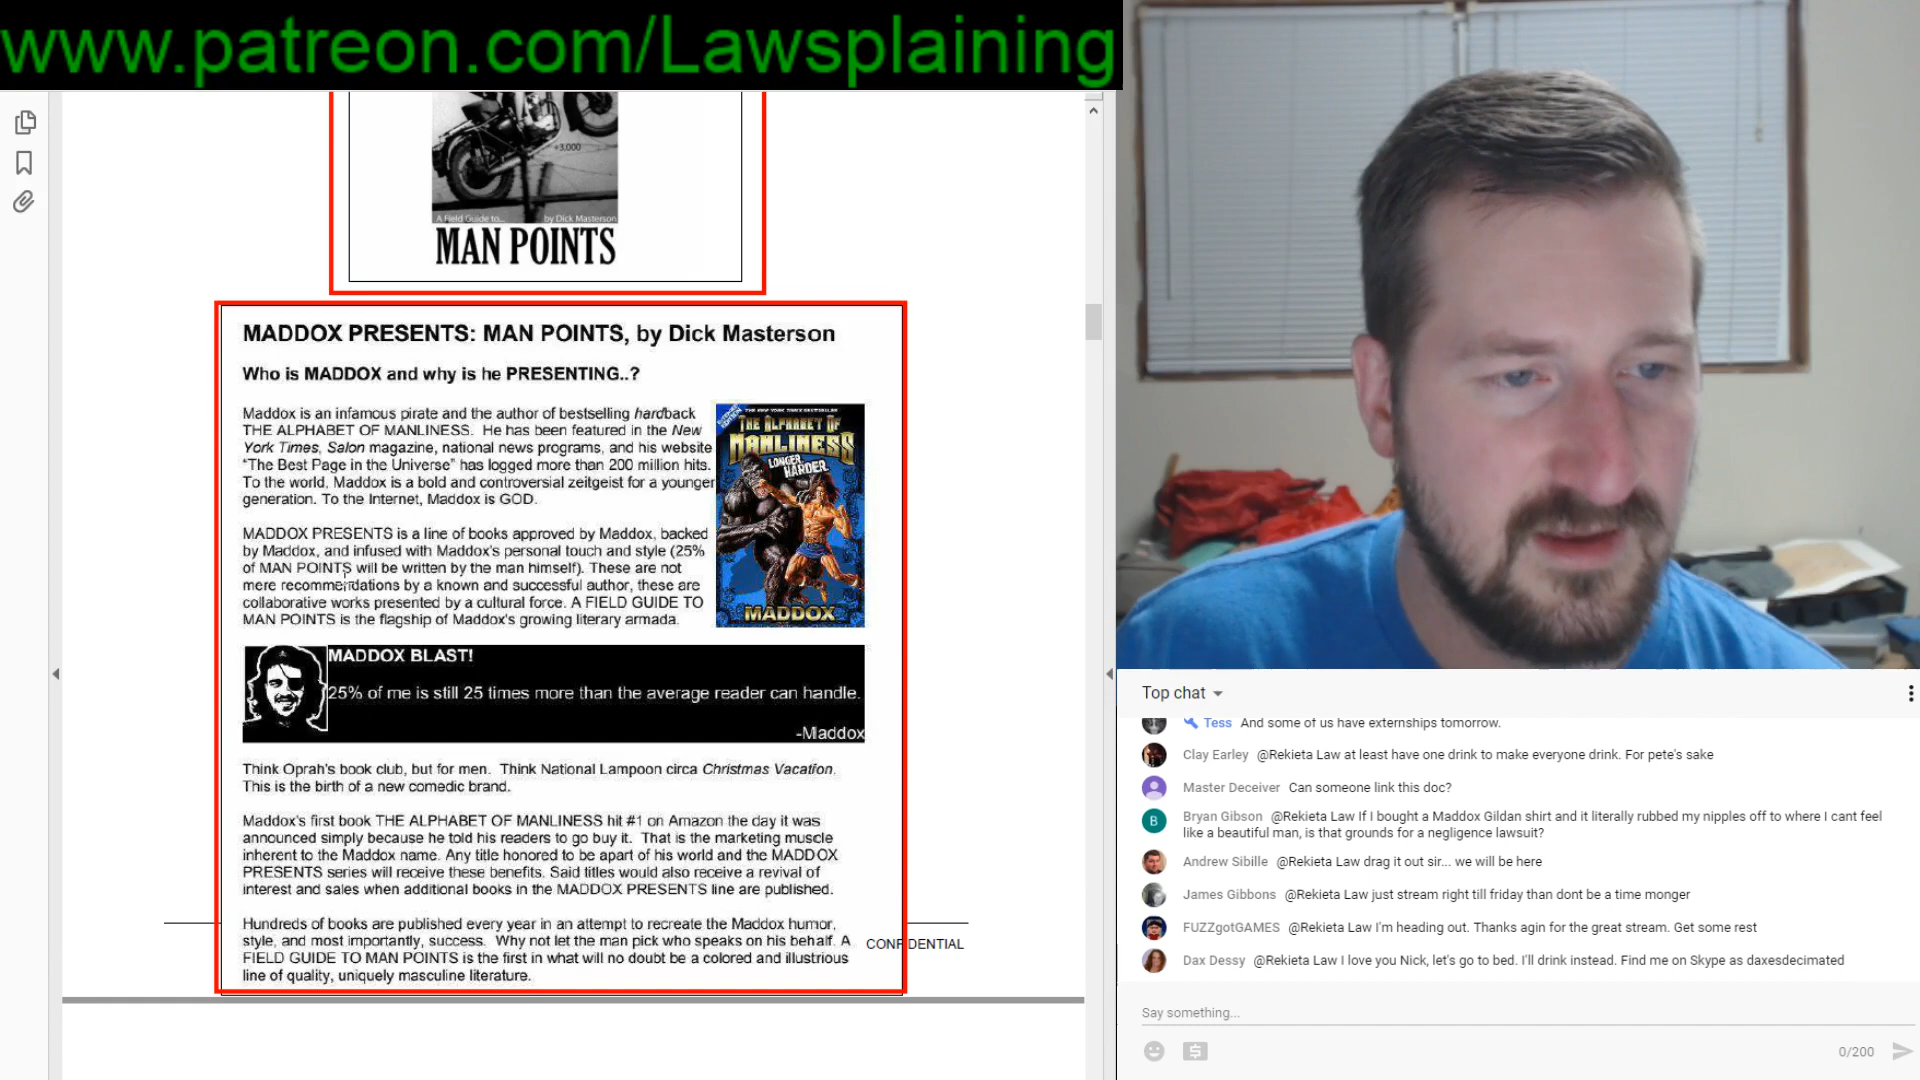 www.patreon.com/Lawsplaining
+3,000
A Field Guide to... by Dick Masterson
MAN POINTS
MADDOX PRESENTS: MAN POINTS, by Dick Masterson
Who is MADDOX and why is he PRESENTING..?
Maddox is an infamous pirate and the author of bestselling hardback
THE ALPHABET OF MANLINESS. He has been featured in the New
York Times, Salon magazine, national news programs, and his website
“The Best Page in the Universe” has logged more than 200 million hits.
To the world, Maddox is a bold and controversial zeitgeist for a younger
generation. To the Internet, Maddox is GOD.
THE NEW YORK TIMES BESTSELLER
THE ALPHABET OF
MANLINESS
LONGER,
HARDER
MADDOX
MADDOX PRESENTS is a line of books approved by Maddox, backed
by Maddox, and infused with Maddox's personal touch and style (25%
of MAN POINTS will be written by the man himself). These are not
mere recommendations by a known and successful author, these are
collaborative works presented by a cultural force. A FIELD GUIDE TO
MAN POINTS is the flagship of Maddox's growing literary armada.
MADDOX BLAST!
25% of me is still 25 times more than the average reader can handle.
-Maddox
Think Oprah's book club, but for men. Think National Lampoon circa Christmas Vacation.
This is the birth of a new comedic brand.
Maddox's first book THE ALPHABET OF MANLINESS hit #1 on Amazon the day it was
announced simply because he told his readers to go buy it. That is the marketing muscle
inherent to the Maddox name. Any title honored to be apart of his world and the MADDOX
PRESENTS series will receive these benefits. Said titles would also receive a revival of
interest and sales when additional books in the MADDOX PRESENTS line are published.
Hundreds of books are published every year in an attempt to recreate the Maddox humor,
style, and most importantly, success. Why not let the man pick who speaks on his behalf. A
FIELD GUIDE TO MAN POINTS is the first in what will no doubt be a colored and illustrious
line of quality, uniquely masculine literature.
CONFIDENTIAL
Top chat
Tess And some of us have externships tomorrow.
Clay Earley @Rekieta Law at least have one drink to make everyone drink. For pete's sake
Master Deceiver Can someone link this doc?
B
Bryan Gibson @Rekieta Law If I bought a Maddox Gildan shirt and it literally rubbed my nipples off to where I cant feel
like a beautiful man, is that grounds for a negligence lawsuit?
Andrew Sibille @Rekieta Law drag it out sir... we will be here
James Gibbons @Rekieta Law just stream right till friday than dont be a time monger
FUZZgotGAMES @Rekieta Law I'm heading out. Thanks agin for the great stream. Get some rest
Dax Dessy @Rekieta Law I love you Nick, let's go to bed. I'll drink instead. Find me on Skype as daxesdecimated
Say something...
0/200